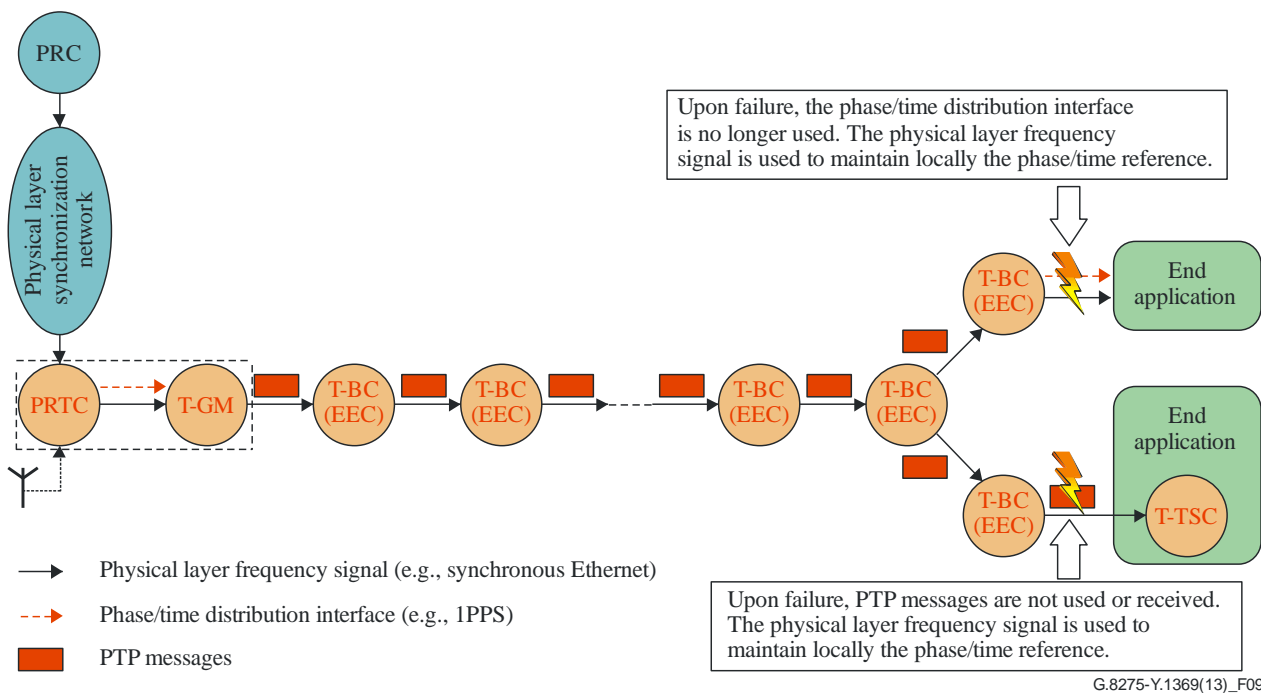 PRC
Physical layer
synchronization
network
Upon failure, the phase/time distribution interface
is no longer used. The physical layer frequency
signal is used to maintain locally the phase/time reference.
T-BC
(EEC)
End
application
PRTC
T-GM
T-BC
(EEC)
T-BC
(EEC)
T-BC
(EEC)
T-BC
(EEC)
End
application
T-BC
(EEC)
T-TSC
Physical layer frequency signal (e.g., synchronous Ethernet)
Phase/time distribution interface (e.g., 1PPS)
PTP messages
Upon failure, PTP messages are not used or received.
The physical layer frequency signal is used to
maintain locally the phase/time reference.
G.8275-Y.1369(13)_F09